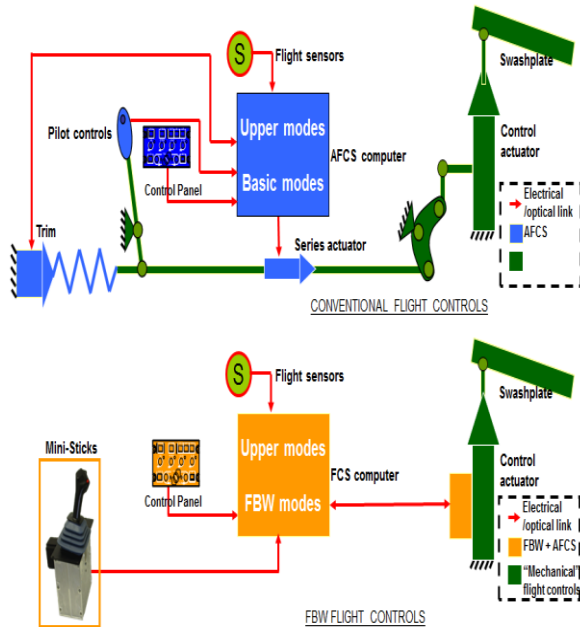 S
Flight sensors
Swashplate
Pilot controls
Upper modes
Basic modes
AFCS computer
Control
actuator
Control Panel
Electrical
/optical link
AFCS
Trim
Series actuator
CONVENTIONAL FLIGHT CONTROLS
S
Flight sensors
Swashplate
Mini-Sticks
Upper modes
FBW modes
FCS computer
Control
actuator
Control Panel
Electrical
/optical link
FBW + AFCS
"Mechanical"
flight controls
FBW FLIGHT CONTROLS